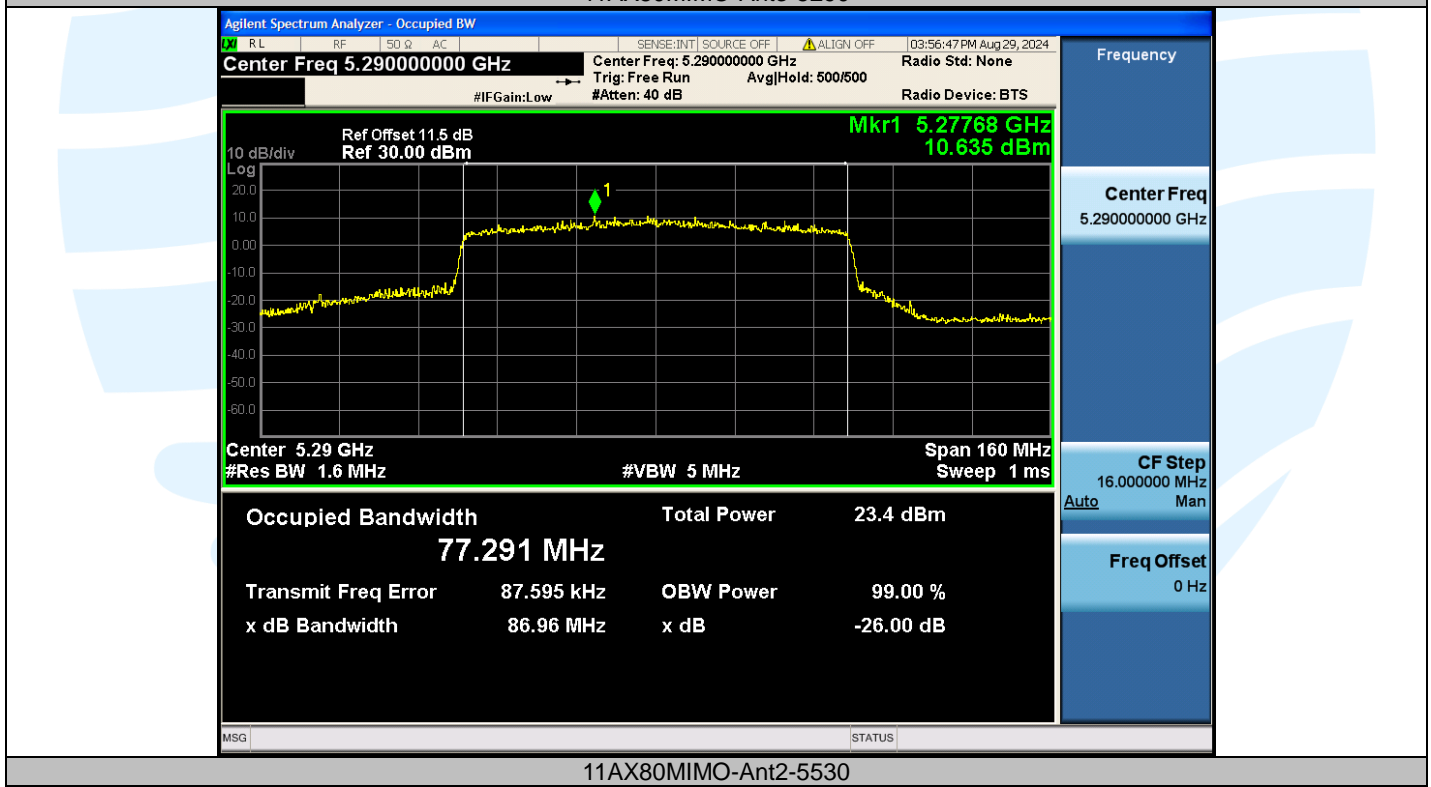 Agilent Spectrum Analyzer - Occupied BW
LXI RL RF 50 Ω AC SENSE:INT SOURCE OFF ALIGN OFF 03:56:47 PM Aug 29, 2024
Center Freq 5.290000000 GHz
Center Freq: 5.290000000 GHz
Radio Std: None
Trig: Free Run Avg|Hold: 500/500
#IFGain:Low
#Atten: 40 dB
Radio Device: BTS
Mkr1 5.27768 GHz
10.635 dBm
Ref Offset 11.5 dB
10 dB/div Ref 30.00 dBm
Log
1
20.0
10.0
0.00
-10.0
-20.0
-30.0
-40.0
-50.0
-60.0
Center 5.29 GHz Span 160 MHz
#Res BW 1.6 MHz #VBW 5 MHz Sweep 1 ms
Occupied Bandwidth Total Power 23.4 dBm
77.291 MHz
Transmit Freq Error 87.595 kHz OBW Power 99.00 %
x dB Bandwidth 86.96 MHz x dB -26.00 dB
MSG STATUS
Frequency
Center Freq
5.290000000 GHz
CF Step
16.000000 MHz
Auto Man
Freq Offset
0 Hz
11AX80MIMO-Ant2-5530